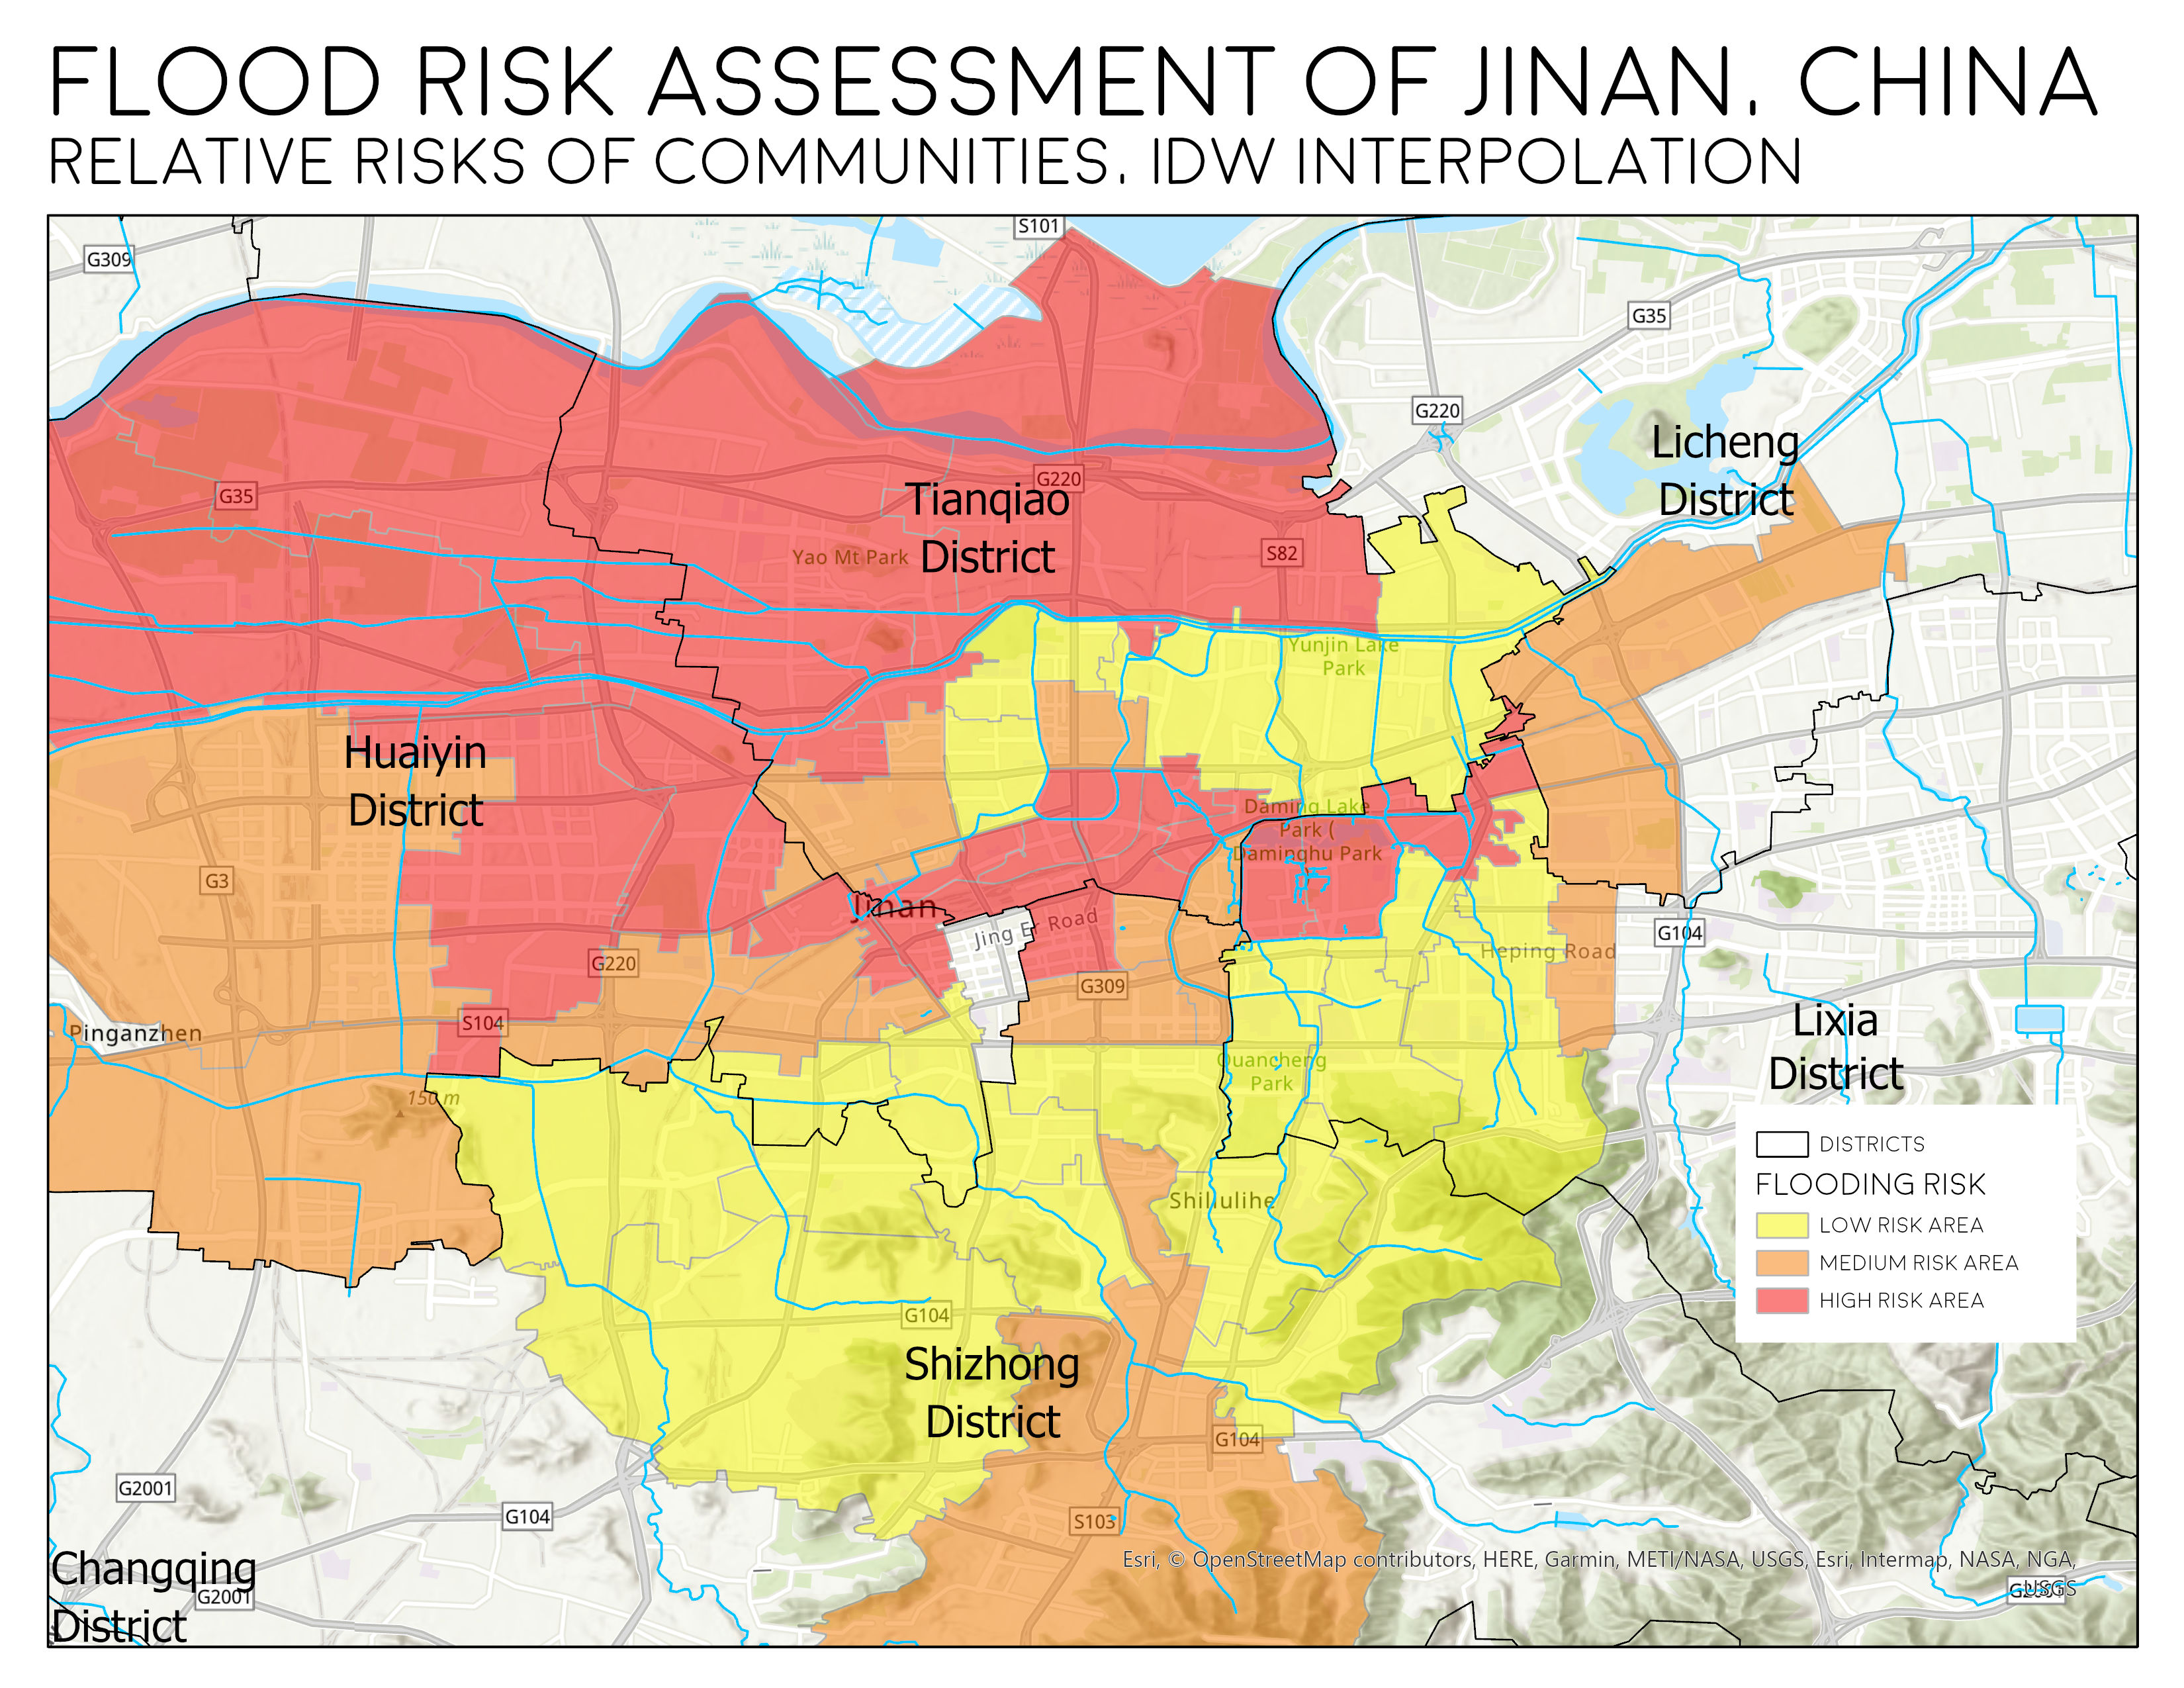 FLOOD RISK ASSESSMENT OF JINAN, CHINA
RELATIVE RISKS OF COMMUNITIES, IDW INTERPOLATION
S101
G309
G35
G220
Licheng
District
G220
G35
Tianqiao
District
S82
Yao Mt Park
Yunjin Lake
Park
Huaiyin
District
Daming Lake
Park (
Daminghu Park
G3
Jinan
Jing Er Road
G104
Heping Road
G220
G309
S104
Pinganzhen
Lixia
District
Quancheng
Park
150 m
Shiliulihe
DISTRICTS
FLOODING RISK
LOW RISK AREA
MEDIUM RISK AREA
HIGH RISK AREA
G104
Shizhong
District
G104
G2001
G104
S103
Changqing
District
G2001
Esri, © OpenStreetMap contributors, HERE, Garmin, METI/NASA, USGS, Esri, Intermap, NASA, NGA,
USGS